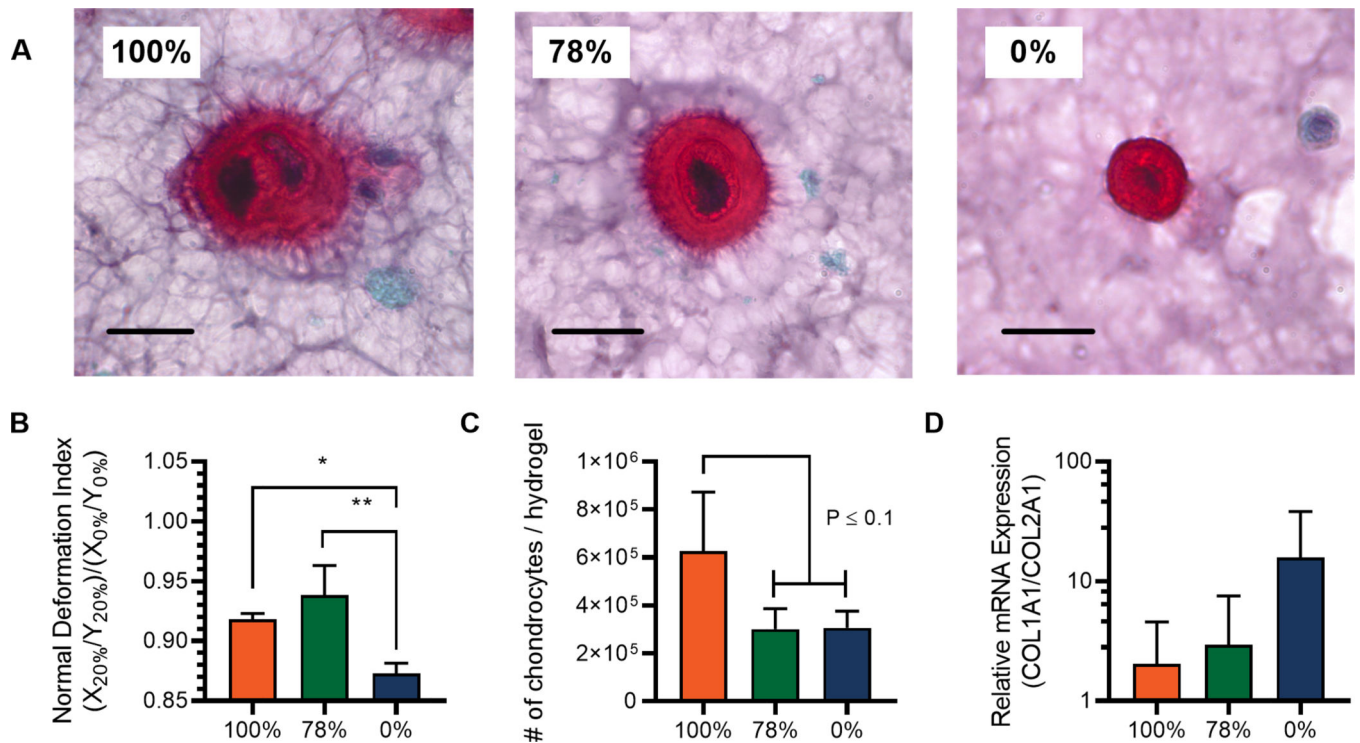 A
100%
78%
0%
B
Normal Deformation Index
(X20%/Y20%)/(X0%/Y0%)
1.05
1.00
0.95
0.90
0.85
*
**
100%
78%
0%
C
# of chondrocytes / hydrogel
1×10⁶
8×10⁵
6×10⁵
4×10⁵
2×10⁵
0
P ≤ 0.1
100%
78%
0%
D
Relative mRNA Expression
(COL1A1/COL2A1)
100
10
1
100%
78%
0%